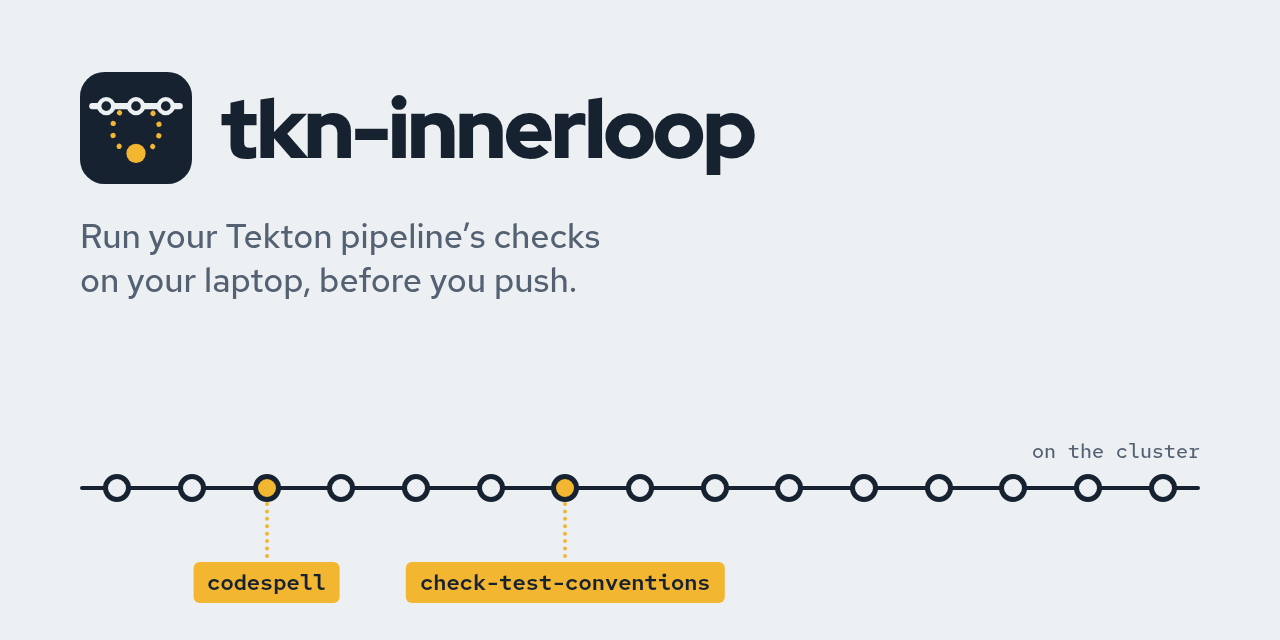 tkn-innerloop
Run your Tekton pipeline’s checks
on your laptop, before you push.
on the cluster
codespell
check-test-conventions